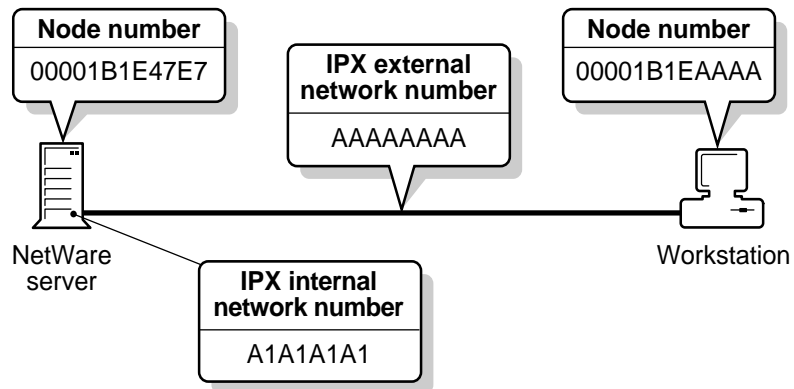 Node number
00001B1E47E7
IPX external
network number
AAAAAAAA
Node number
00001B1EAAAA
NetWare
server
Workstation
IPX internal
network number
A1A1A1A1